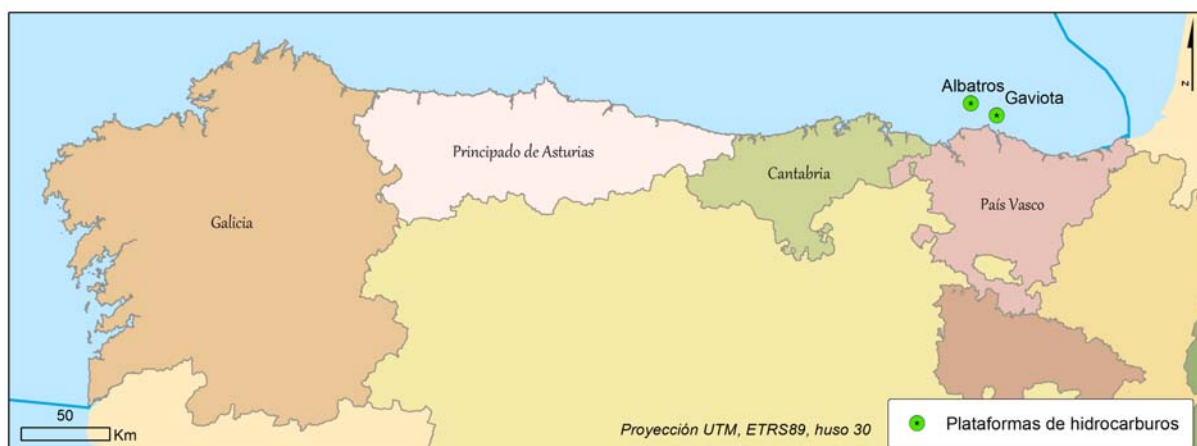 Albatros
Gaviota
Principado de Asturias
Cantabria
País Vasco
Galicia
N
50
Km
Proyección UTM, ETRS89, huso 30
Plataformas de hidrocarburos